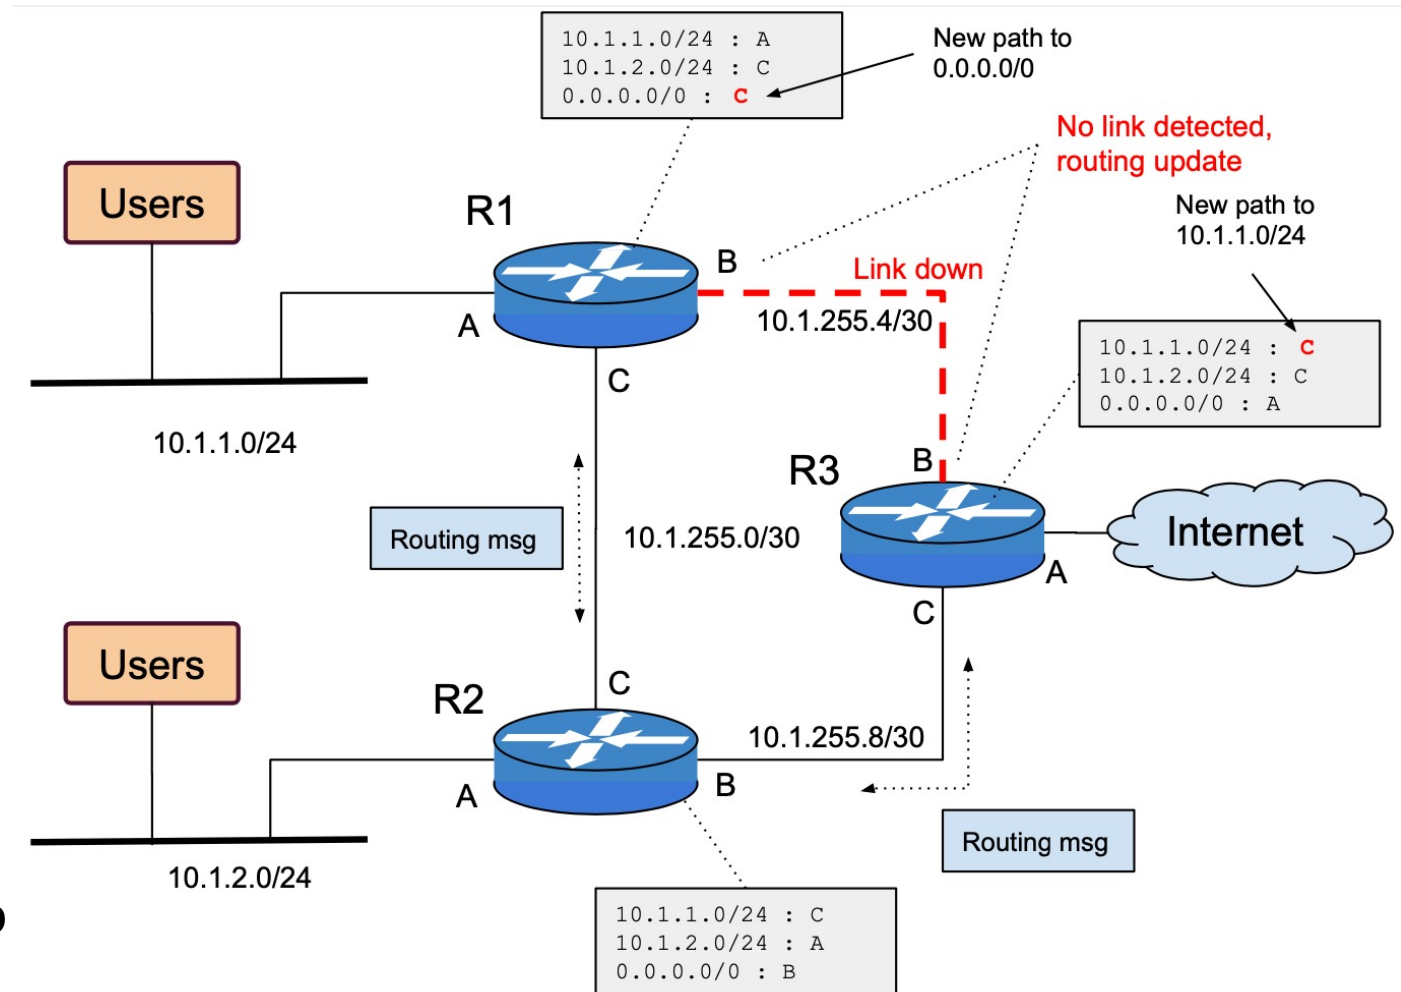 10.1.1.0/24 : A
10.1.2.0/24 : C
0.0.0.0/0 : C
New path to
0.0.0.0/0
No link detected,
routing update
New path to
10.1.1.0/24
Users
R1
B
Link down
A
10.1.255.4/30
10.1.1.0/24 : C
10.1.2.0/24 : C
0.0.0.0/0 : A
C
10.1.1.0/24
R3
B
Routing msg
10.1.255.0/30
Internet
A
C
Users
C
R2
10.1.255.8/30
A
B
Routing msg
10.1.2.0/24
10.1.1.0/24 : C
10.1.2.0/24 : A
0.0.0.0/0 : B